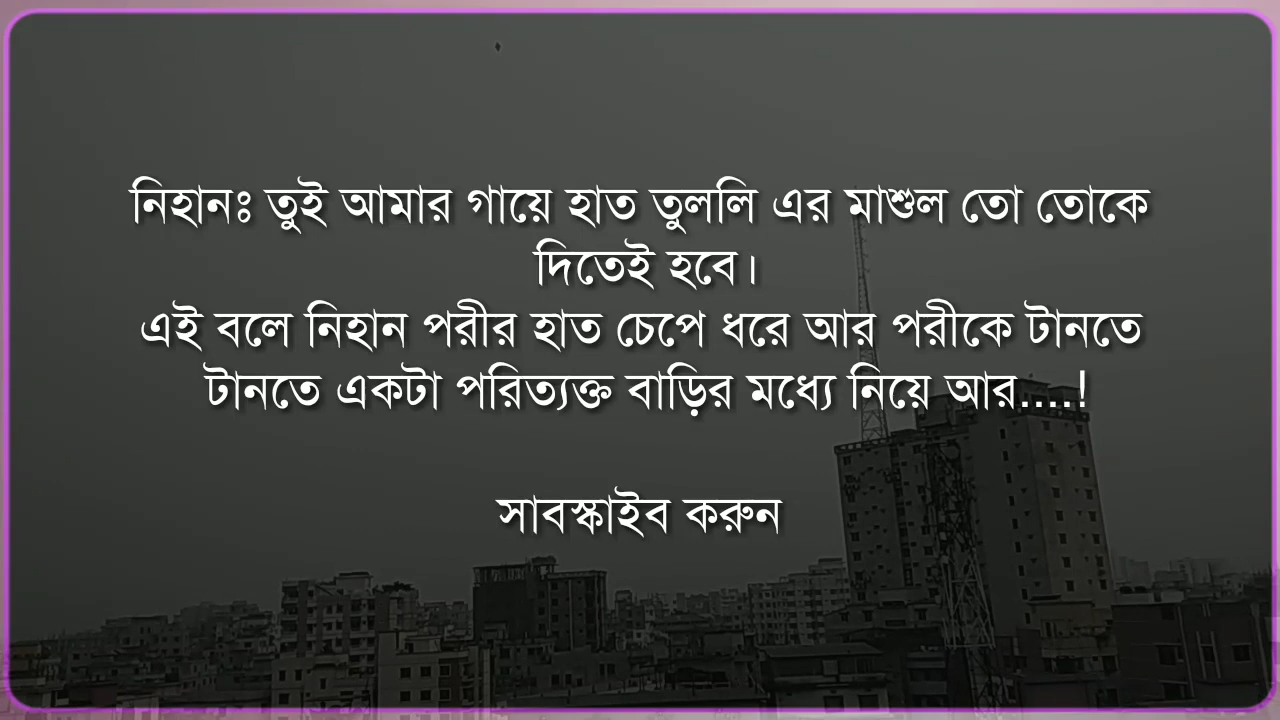 নিহানঃ তুই আমার গায়ে হাত তুললি এর মাশুল তো তোকে
দিতেই হবে।
এই বলে নিহান পরীর হাত চেপে ধরে আর পরীকে টানতে
টানতে একটা পরিত্যক্ত বাড়ির মধ্যে নিয়ে আর....!
সাবস্কাইব করুন